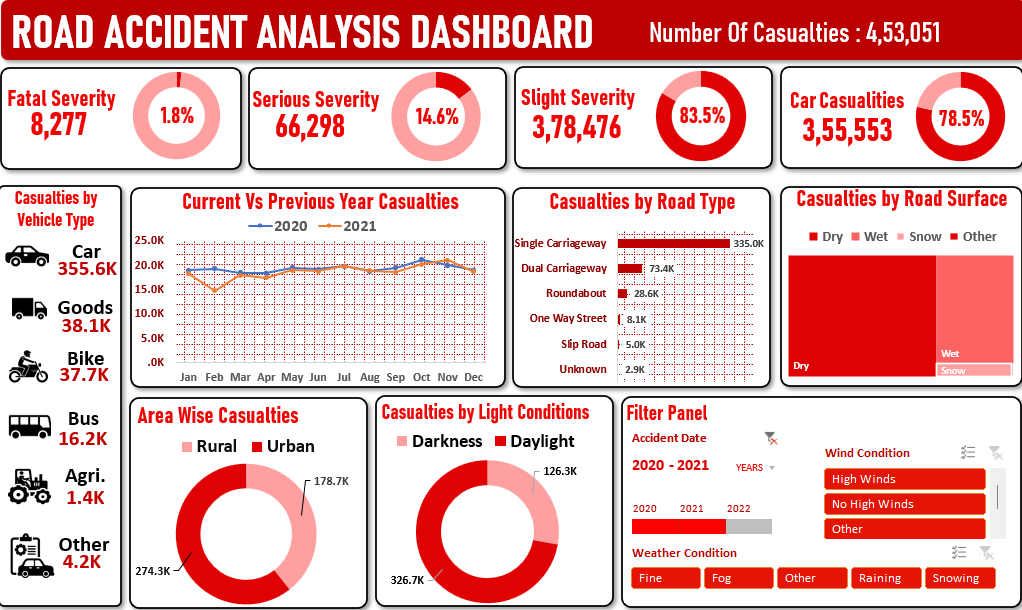 ROAD ACCIDENT ANALYSIS DASHBOARD
Number Of Casualties : 4,53,051
Fatal Severity
8,277
1.8%
Serious Severity
66,298
14.6%
Slight Severity
3,78,476
83.5%
Car Casualities
3,55,553
78.5%
Casualties by
Vehicle Type
Car
355.6K
Goods
38.1K
Bike
37.7K
Bus
16.2K
Agri.
1.4K
Other
4.2K
Current Vs Previous Year Casualties
2020 2021
25.0K
20.0K
15.0K
10.0K
5.0K
.0K
Jan Feb Mar Apr May Jun Jul Aug Sep Oct Nov Dec
Casualties by Road Type
Single Carriageway 335.0K
Dual Carriageway 73.4K
Roundabout 28.6K
One Way Street 8.1K
Slip Road 5.0K
Unknown 2.9K
Casualties by Road Surface
Dry Wet Snow Other
Dry
Wet
Snow
Area Wise Casualties
Rural Urban
178.7K
274.3K
Casualties by Light Conditions
Darkness Daylight
126.3K
326.7K
Filter Panel
Accident Date
2020 - 2021
YEARS
2020 2021 2022
Wind Condition
High Winds
No High Winds
Other
Weather Condition
Fine Fog Other Raining Snowing